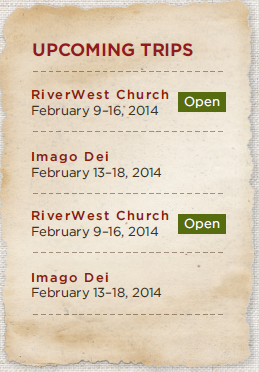 UPCOMING TRIPS
RiverWest Church
February 9–16, 2014
Open
Imago Dei
February 13–18, 2014
RiverWest Church
February 9–16, 2014
Open
Imago Dei
February 13–18, 2014